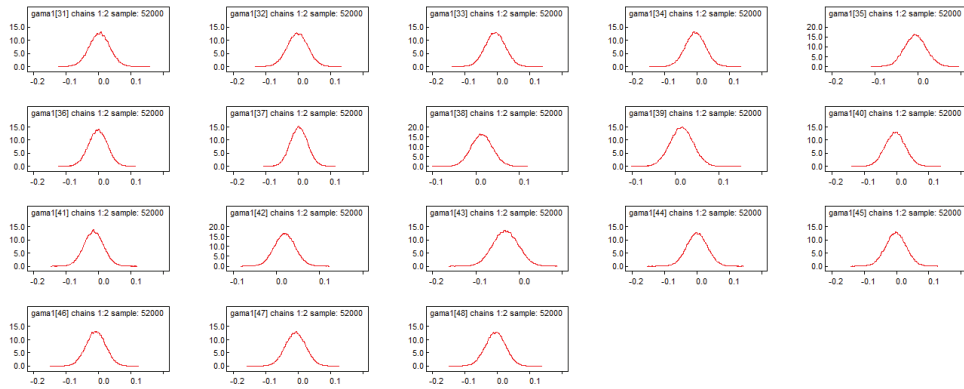 gama1[31] chains 1:2 sample: 52000
15.0
10.0
5.0
0.0
-0.2 -0.1 0.0 0.1
gama1[32] chains 1:2 sample: 52000
15.0
10.0
5.0
0.0
-0.2 -0.1 0.0 0.1
gama1[33] chains 1:2 sample: 52000
15.0
10.0
5.0
0.0
-0.2 -0.1 0.0 0.1
gama1[34] chains 1:2 sample: 52000
15.0
10.0
5.0
0.0
-0.2 -0.1 0.0 0.1
gama1[35] chains 1:2 sample: 52000
20.0
15.0
10.0
5.0
0.0
-0.2 -0.1 0.0
gama1[36] chains 1:2 sample: 52000
15.0
10.0
5.0
0.0
-0.2 -0.1 0.0 0.1
gama1[37] chains 1:2 sample: 52000
15.0
10.0
5.0
0.0
-0.2 -0.1 0.0 0.1
gama1[38] chains 1:2 sample: 52000
20.0
15.0
10.0
5.0
0.0
-0.1 0.0 0.1
gama1[39] chains 1:2 sample: 52000
15.0
10.0
5.0
0.0
-0.1 0.0 0.1
gama1[40] chains 1:2 sample: 52000
15.0
10.0
5.0
0.0
-0.2 -0.1 0.0 0.1
gama1[41] chains 1:2 sample: 52000
15.0
10.0
5.0
0.0
-0.2 -0.1 0.0 0.1
gama1[42] chains 1:2 sample: 52000
20.0
15.0
10.0
5.0
0.0
-0.1 0.0 0.1
gama1[43] chains 1:2 sample: 52000
15.0
10.0
5.0
0.0
-0.2 -0.1 0.0
gama1[44] chains 1:2 sample: 52000
15.0
10.0
5.0
0.0
-0.2 -0.1 0.0 0.1
gama1[45] chains 1:2 sample: 52000
15.0
10.0
5.0
0.0
-0.2 -0.1 0.0 0.1
gama1[46] chains 1:2 sample: 52000
15.0
10.0
5.0
0.0
-0.2 -0.1 0.0 0.1
gama1[47] chains 1:2 sample: 52000
15.0
10.0
5.0
0.0
-0.2 -0.1 0.0 0.1
gama1[48] chains 1:2 sample: 52000
15.0
10.0
5.0
0.0
-0.2 -0.1 0.0 0.1